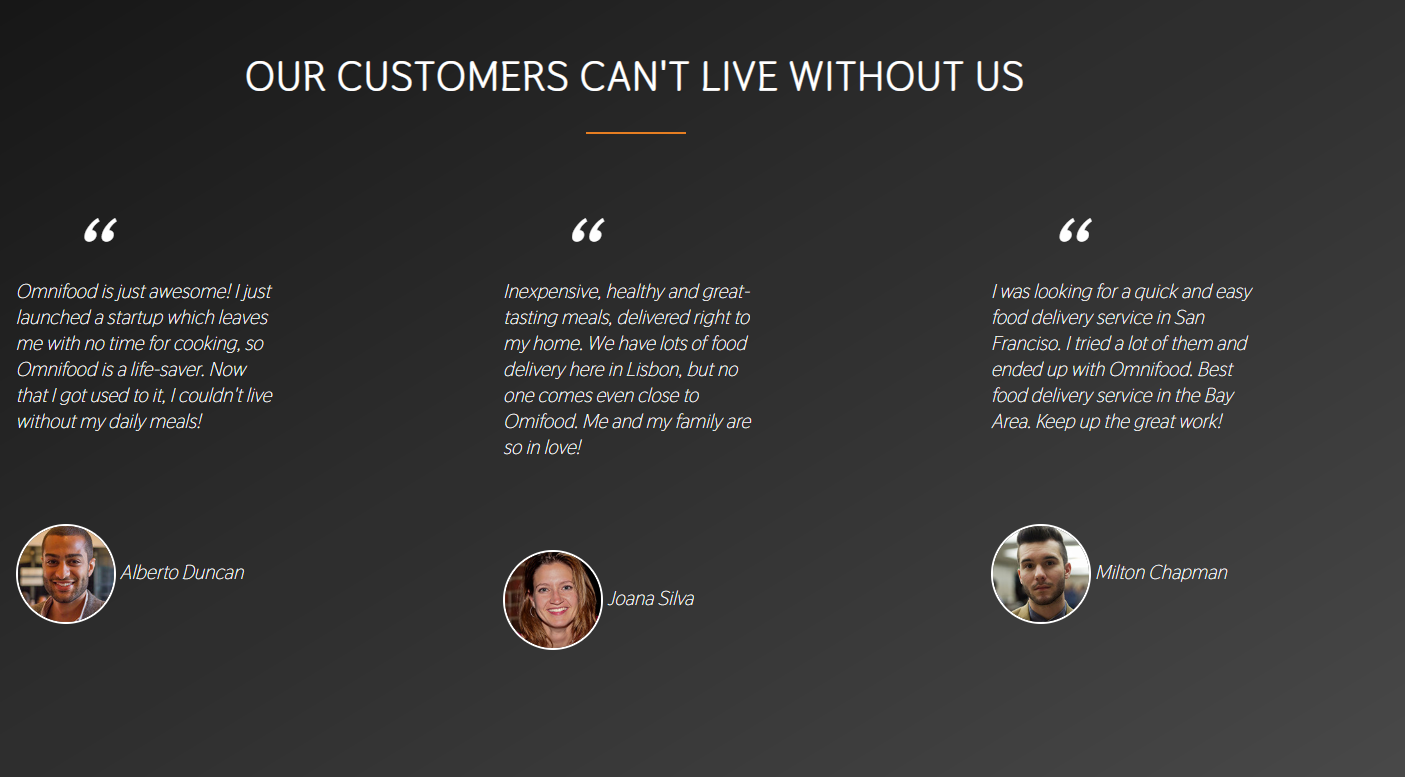 OUR CUSTOMERS CAN'T LIVE WITHOUT US
“
Omnifood is just awesome! I just
launched a startup which leaves
me with no time for cooking, so
Omnifood is a life-saver. Now
that I got used to it, I couldn't live
without my daily meals!
Alberto Duncan
“
Inexpensive, healthy and great-
tasting meals, delivered right to
my home. We have lots of food
delivery here in Lisbon, but no
one comes even close to
Omifood. Me and my family are
so in love!
Joana Silva
“
I was looking for a quick and easy
food delivery service in San
Franciso. I tried a lot of them and
ended up with Omnifood. Best
food delivery service in the Bay
Area. Keep up the great work!
Milton Chapman